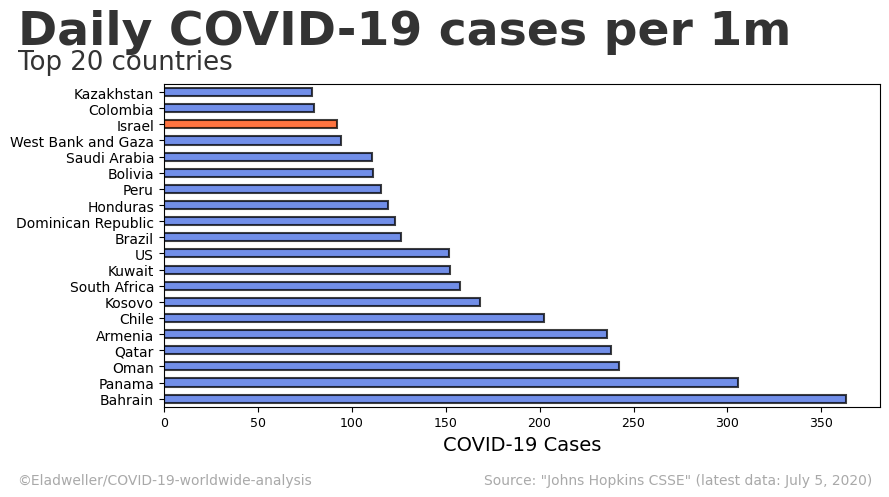 Daily COVID-19 cases per 1m
Top 20 countries
Kazakhstan
Colombia
Israel
West Bank and Gaza
Saudi Arabia
Bolivia
Peru
Honduras
Dominican Republic
Brazil
US
Kuwait
South Africa
Kosovo
Chile
Armenia
Qatar
Oman
Panama
Bahrain
0 50 100 150 200 250 300 350
COVID-19 Cases
©Eladweller/COVID-19-worldwide-analysis Source: "Johns Hopkins CSSE" (latest data: July 5, 2020)